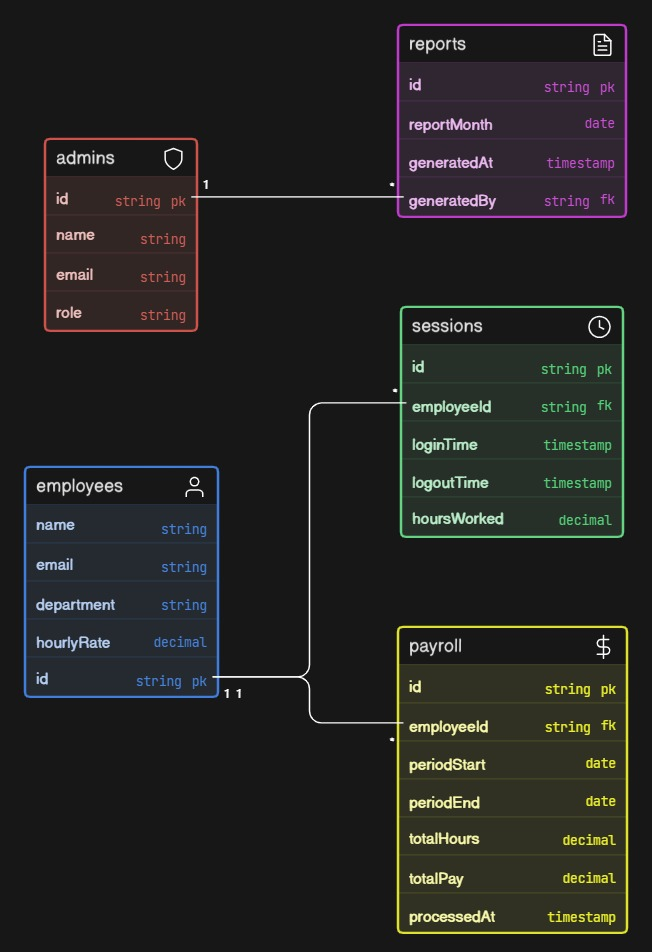 reports
id string pk
reportMonth date
generatedAt timestamp
generatedBy string fk
admins
id string pk
name string
email string
role string
1
*
sessions
id string pk
employeeId string fk
loginTime timestamp
logoutTime timestamp
hoursWorked decimal
*
employees
name string
email string
department string
hourlyRate decimal
id string pk
1 1
payroll
id string pk
employeeId string fk
periodStart date
periodEnd date
totalHours decimal
totalPay decimal
processedAt timestamp
*